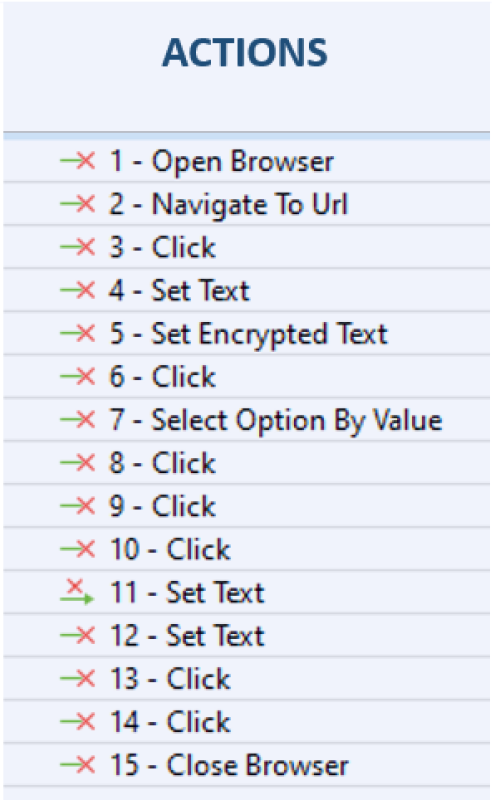 ACTIONS
1 - Open Browser
2 - Navigate To Url
3 - Click
4 - Set Text
5 - Set Encrypted Text
6 - Click
7 - Select Option By Value
8 - Click
9 - Click
10 - Click
11 - Set Text
12 - Set Text
13 - Click
14 - Click
15 - Close Browser